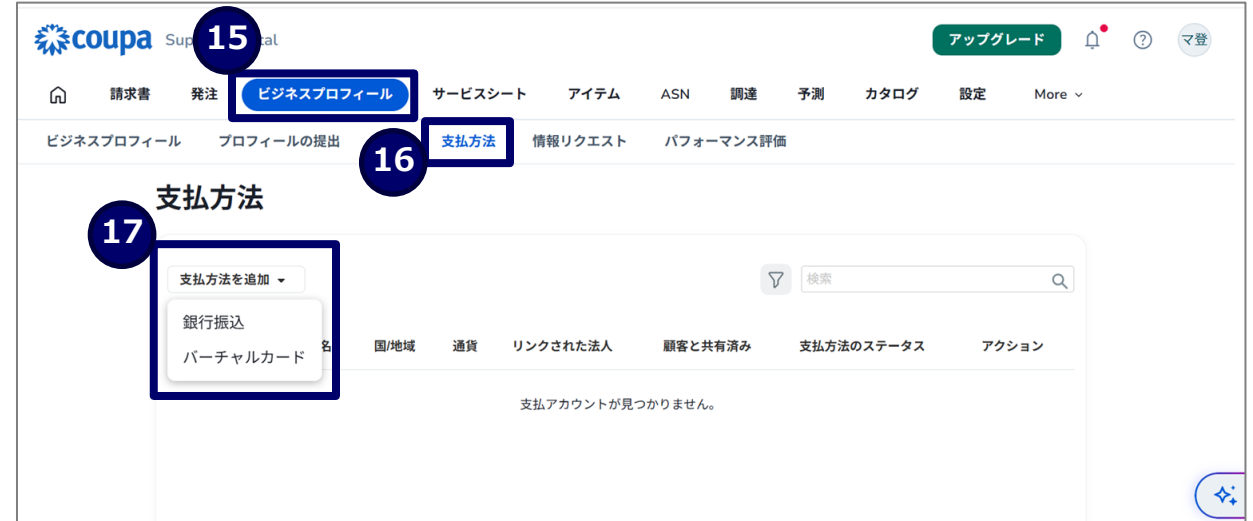 15
coupa Sup al アップグレード マ登
請求書 発注 ビジネスプロフィール サービスシート アイテム ASN 調達 予測 カタログ 設定 More
ビジネスプロフィール プロフィールの提出 支払方法 情報リクエスト パフォーマンス評価
16
支払方法
17
支払方法を追加 検索
銀行振込
バーチャルカード
名 国/地域 通貨 リンクされた法人 顧客と共有済み 支払方法のステータス アクション
支払アカウントが見つかりません。